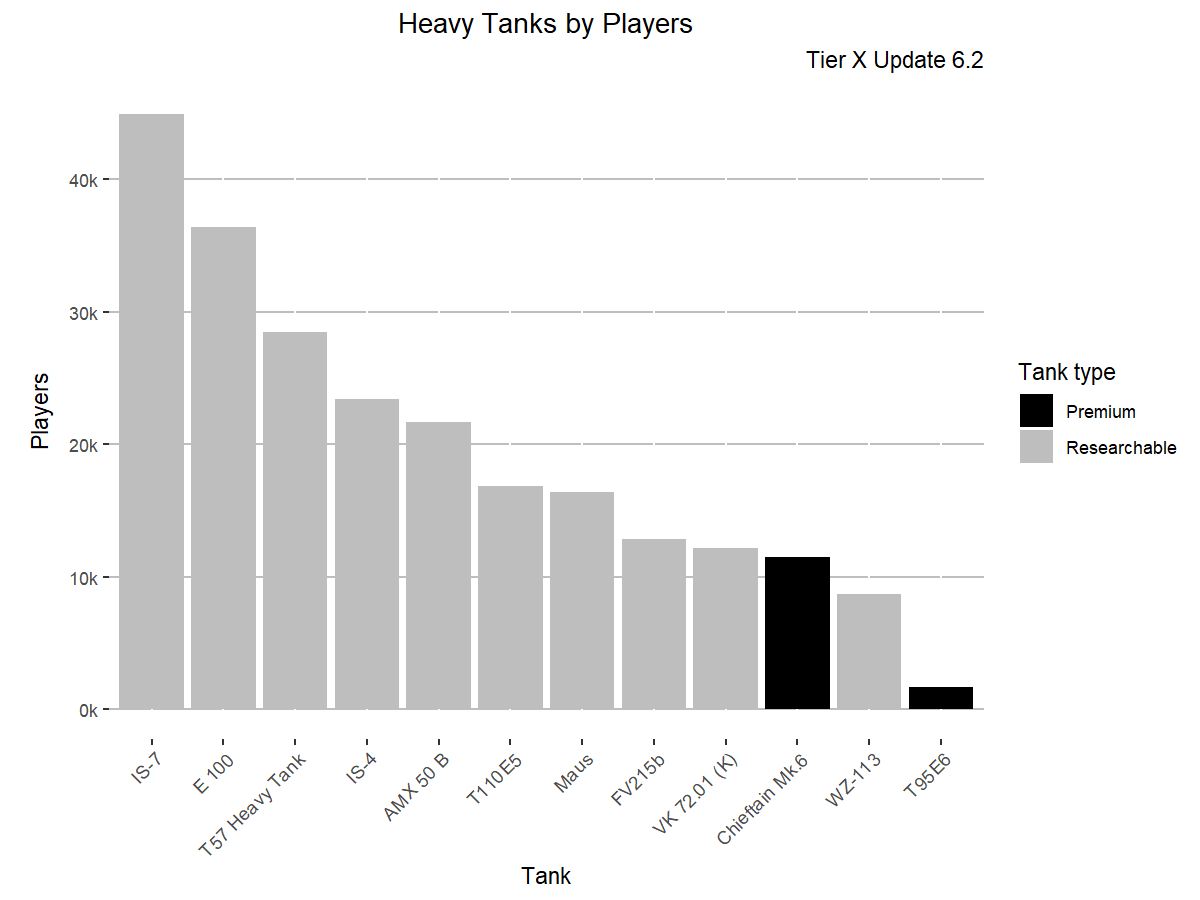 Heavy Tanks by Players
Tier X Update 6.2
Players
40k
30k
20k
10k
0k
IS-7
E 100
T57 Heavy Tank
IS-4
AMX 50 B
T110E5
Maus
FV215b
VK 72.01 (K)
Chieftain Mk.6
WZ-113
T95E6
Tank
Tank type
Premium
Researchable